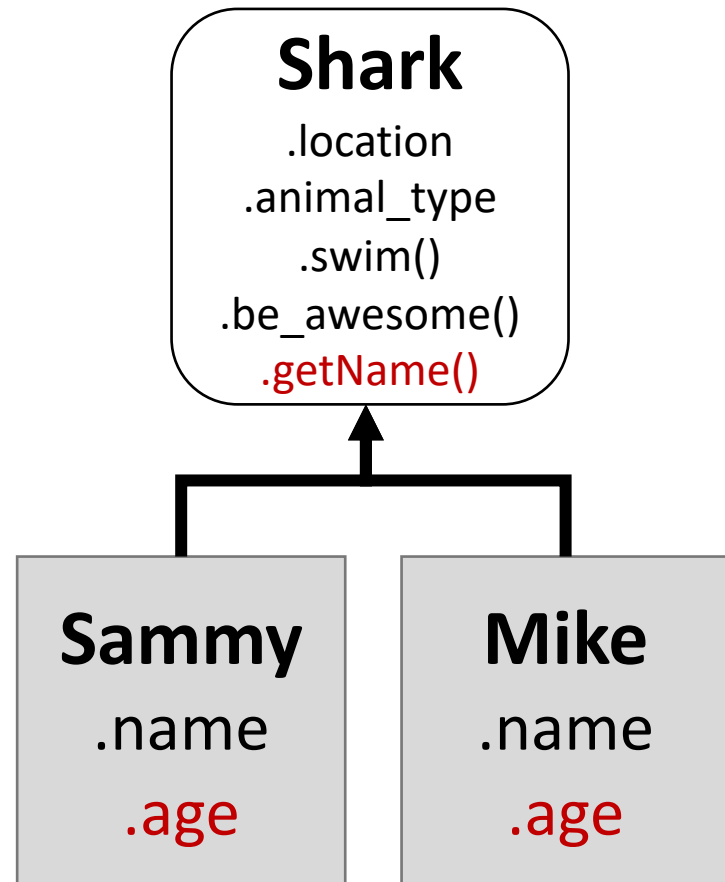 Shark
.location
.animal_type
.swim()
.be_awesome()
.getName()
Sammy
.name
.age
Mike
.name
.age